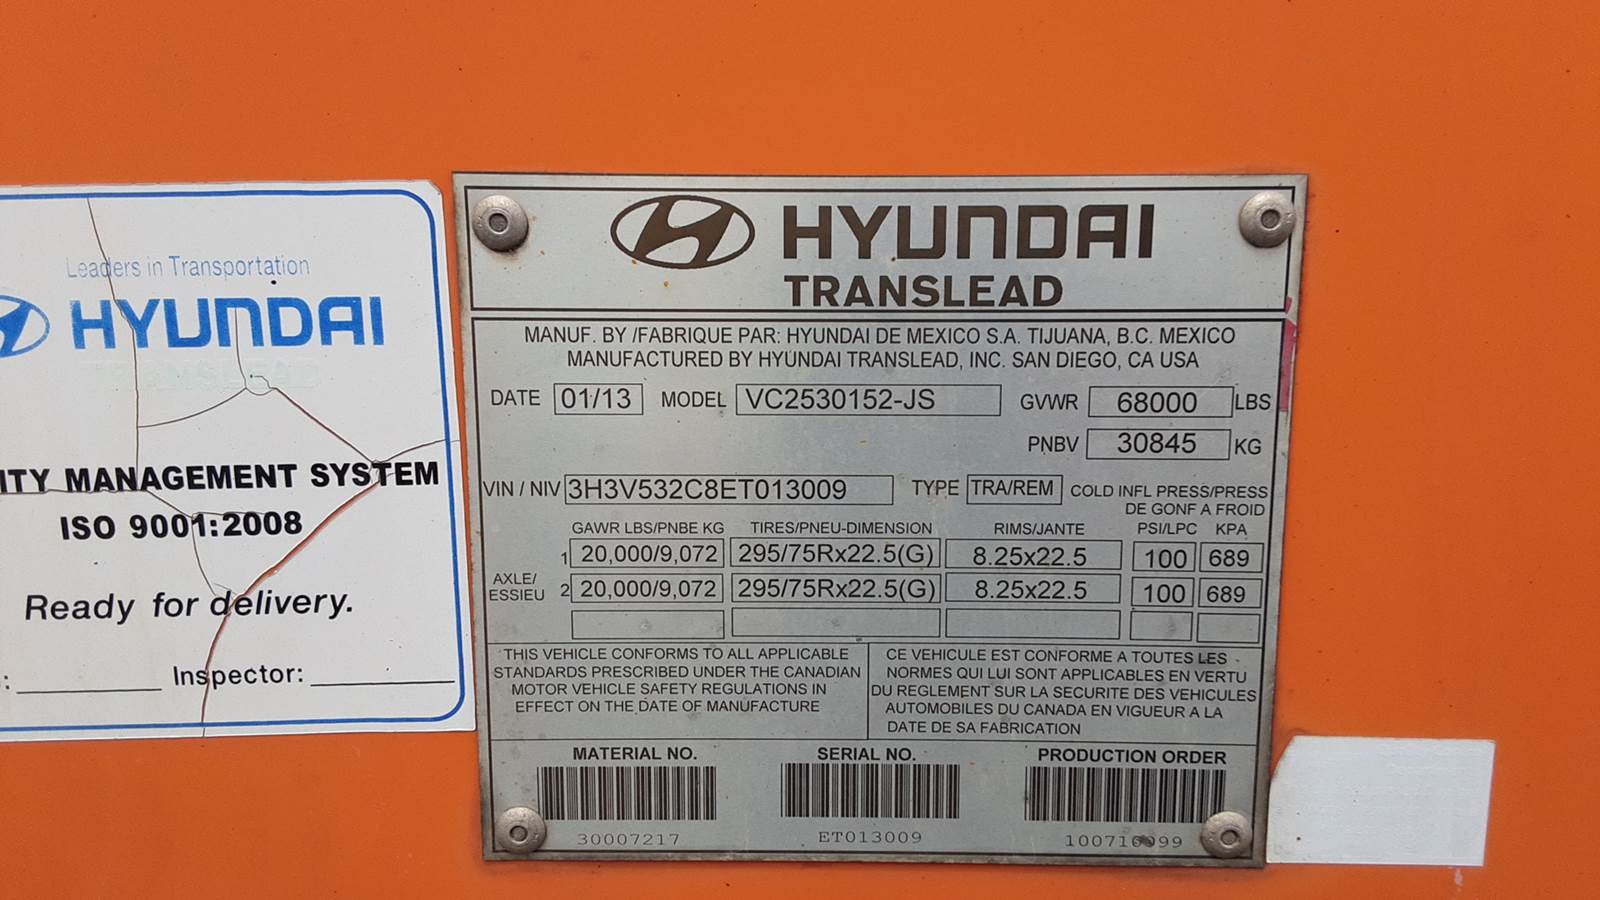 Leaders in Transportation
HYUNDAI
TRANSLEAD
ITY MANAGEMENT SYSTEM
ISO 9001:2008
Ready for delivery.
Inspector:
HYUNDAI
TRANSLEAD
MANUF. BY /FABRIQUE PAR: HYUNDAI DE MEXICO S.A. TIJUANA, B.C. MEXICO
MANUFACTURED BY HYUNDAI TRANSLEAD, INC. SAN DIEGO, CA USA
DATE 01/13 MODEL VC2530152-JS GVWR 68000 LBS
PNBV 30845 KG
VIN / NIV 3H3V532C8ET013009 TYPE TRA/REM COLD INFL PRESS/PRESS
DE GONF A FROID
GAWR LBS/PNBE KG TIRES/PNEU-DIMENSION RIMS/JANTE PSI/LPC KPA
1 20,000/9,072 295/75Rx22.5(G) 8.25x22.5 100 689
AXLE/
ESSIEU 2 20,000/9,072 295/75Rx22.5(G) 8.25x22.5 100 689
THIS VEHICLE CONFORMS TO ALL APPLICABLE
STANDARDS PRESCRIBED UNDER THE CANADIAN
MOTOR VEHICLE SAFETY REGULATIONS IN
EFFECT ON THE DATE OF MANUFACTURE
CE VEHICULE EST CONFORME A TOUTES LES
NORMES QUI LUI SONT APPLICABLES EN VERTU
DU REGLEMENT SUR LA SECURITE DES VEHICULES
AUTOMOBILES DU CANADA EN VIGUEUR A LA
DATE DE SA FABRICATION
MATERIAL NO. SERIAL NO. PRODUCTION ORDER
30007217 ET013009